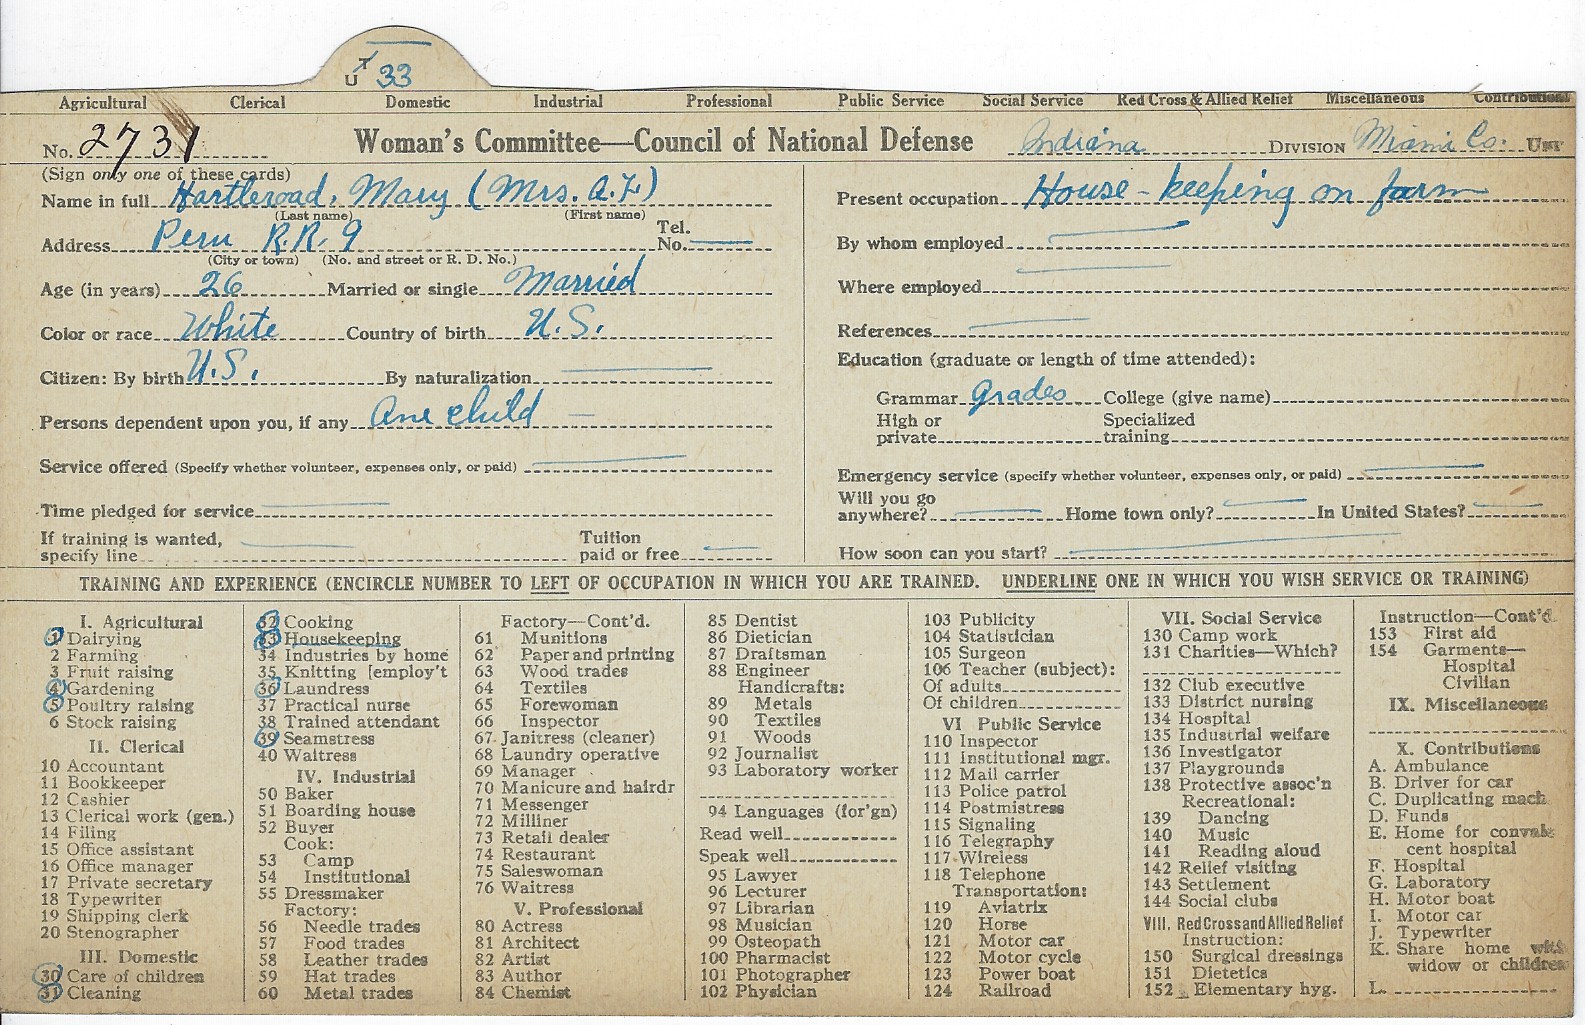 U T 33
Agricultural Clerical Domestic Industrial Professional Public Service Social Service Red Cross & Allied Relief Miscellaneous Contributions
No. 2731 Woman's Committee—Council of National Defense Indiana DIVISION Miami Co. UNIT
(Sign only one of these cards)
Name in full Hartleroad, Mary (Mrs. A.F.)
(Last name) (First name)
Address Peru R.R. 9 Tel. No.
(City or town) (No. and street or R. D. No.)
Age (in years) 26 Married or single Married
Color or race White Country of birth U.S.
Citizen: By birth U.S. By naturalization
Persons dependent upon you, if any One child
Service offered (Specify whether volunteer, expenses only, or paid)
Time pledged for service
If training is wanted, specify line Tuition paid or free
Present occupation House-keeping on farm
By whom employed
Where employed
References
Education (graduate or length of time attended):
Grammar grades College (give name)
High or private Specialized training
Emergency service (specify whether volunteer, expenses only, or paid)
Will you go anywhere? Home town only? In United States?
How soon can you start?
TRAINING AND EXPERIENCE (ENCIRCLE NUMBER TO LEFT OF OCCUPATION IN WHICH YOU ARE TRAINED. UNDERLINE ONE IN WHICH YOU WISH SERVICE OR TRAINING)
I. Agricultural
1 Dairying
2 Farming
3 Fruit raising
4 Gardening
5 Poultry raising
6 Stock raising
II. Clerical
10 Accountant
11 Bookkeeper
12 Cashier
13 Clerical work (gen.)
14 Filing
15 Office assistant
16 Office manager
17 Private secretary
18 Typewriter
19 Shipping clerk
20 Stenographer
III. Domestic
30 Care of children
31 Cleaning
32 Cooking
33 Housekeeping
34 Industries by home
35 Knitting [employ't
36 Laundress
37 Practical nurse
38 Trained attendant
39 Seamstress
40 Waitress
IV. Industrial
50 Baker
51 Boarding house
52 Buyer
Cook:
53 Camp
54 Institutional
55 Dressmaker
Factory:
56 Needle trades
57 Food trades
58 Leather trades
59 Hat trades
60 Metal trades
Factory—Cont'd.
61 Munitions
62 Paper and printing
63 Wood trades
64 Textiles
65 Forewoman
66 Inspector
67 Janitress (cleaner)
68 Laundry operative
69 Manager
70 Manicure and hairdr
71 Messenger
72 Milliner
73 Retail dealer
74 Restaurant
75 Saleswoman
76 Waitress
V. Professional
80 Actress
81 Architect
82 Artist
83 Author
84 Chemist
85 Dentist
86 Dietician
87 Draftsman
88 Engineer
Handicrafts:
89 Metals
90 Textiles
91 Woods
92 Journalist
93 Laboratory worker
94 Languages (for'gn)
Read well
Speak well
95 Lawyer
96 Lecturer
97 Librarian
98 Musician
99 Osteopath
100 Pharmacist
101 Photographer
102 Physician
103 Publicity
104 Statistician
105 Surgeon
106 Teacher (subject):
Of adults
Of children
VI Public Service
110 Inspector
111 Institutional mgr.
112 Mail carrier
113 Police patrol
114 Postmistress
115 Signaling
116 Telegraphy
117 Wireless
118 Telephone
Transportation:
119 Aviatrix
120 Horse
121 Motor car
122 Motor cycle
123 Power boat
124 Railroad
VII. Social Service
130 Camp work
131 Charities—Which?
132 Club executive
133 District nursing
134 Hospital
135 Industrial welfare
136 Investigator
137 Playgrounds
138 Protective assoc'n
Recreational:
139 Dancing
140 Music
141 Reading aloud
142 Relief visiting
143 Settlement
144 Social clubs
VIII. Red Cross and Allied Relief
Instruction:
150 Surgical dressings
151 Dietetics
152 Elementary hyg.
Instruction—Cont'd.
153 First aid
154 Garments—
Hospital
Civilian
IX. Miscellaneous
X. Contributions
A. Ambulance
B. Driver for car
C. Duplicating mach
D. Funds
E. Home for convales
cent hospital
F. Hospital
G. Laboratory
H. Motor boat
I. Motor car
J. Typewriter
K. Share home with
widow or children
L.